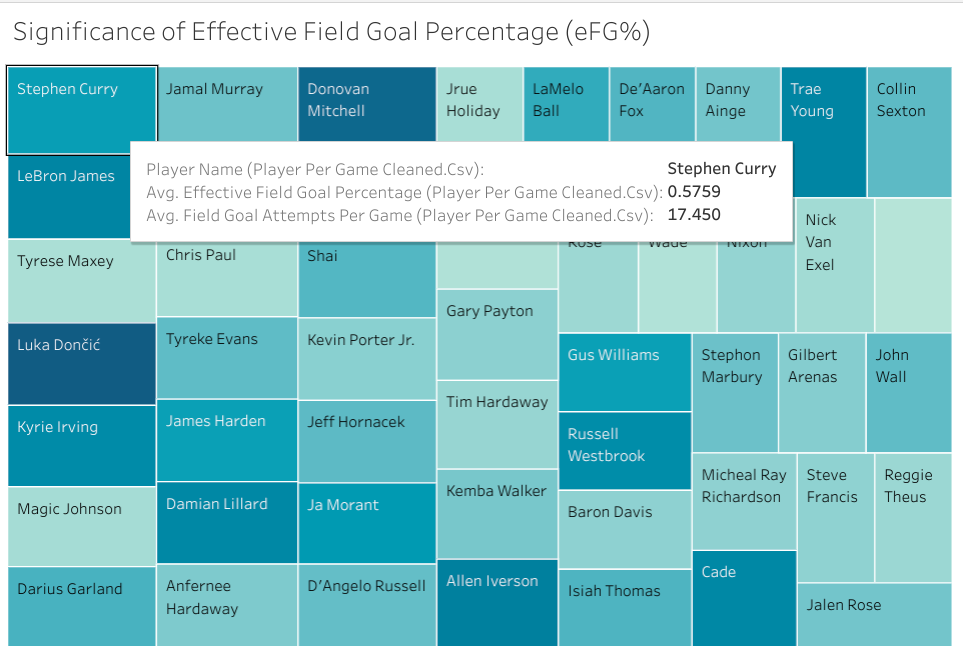 Significance of Effective Field Goal Percentage (eFG%)
Stephen Curry
Jamal Murray
Donovan
Mitchell
Jrue
Holiday
LaMelo
Ball
De'Aaron
Fox
Danny
Ainge
Trae
Young
Collin
Sexton
Player Name (Player Per Game Cleaned.Csv): Stephen Curry
Avg. Effective Field Goal Percentage (Player Per Game Cleaned.Csv): 0.5759
Avg. Field Goal Attempts Per Game (Player Per Game Cleaned.Csv): 17.450
LeBron James
Tyrese Maxey
Luka Dončić
Kyrie Irving
Magic Johnson
Darius Garland
Chris Paul
Tyreke Evans
James Harden
Damian Lillard
Anfernee
Hardaway
Shai
Kevin Porter Jr.
Jeff Hornacek
Ja Morant
D'Angelo Russell
Gary Payton
Tim Hardaway
Kemba Walker
Allen Iverson
Rose
Wade
Nixon
Nick
Van
Exel
Gus Williams
Russell
Westbrook
Baron Davis
Isiah Thomas
Stephon
Marbury
Gilbert
Arenas
John
Wall
Micheal Ray
Richardson
Steve
Francis
Reggie
Theus
Cade
Jalen Rose